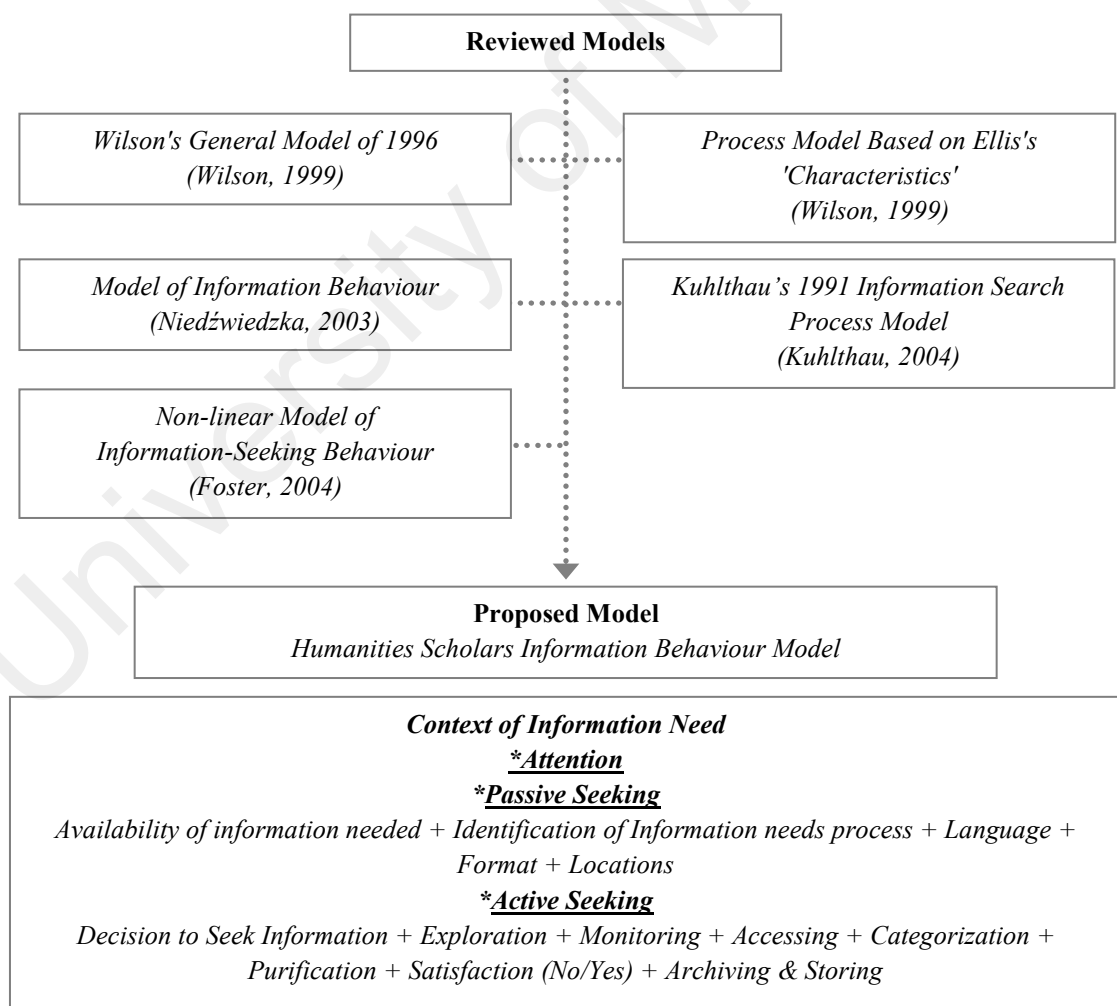 Reviewed Models
Wilson's General Model of 1996
(Wilson, 1999)
Process Model Based on Ellis's
'Characteristics'
(Wilson, 1999)
Model of Information Behaviour
(Niedźwiedzka, 2003)
Kuhlthau’s 1991 Information Search
Process Model
(Kuhlthau, 2004)
Non-linear Model of
Information-Seeking Behaviour
(Foster, 2004)
Proposed Model
Humanities Scholars Information Behaviour Model
Context of Information Need
*Attention
*Passive Seeking
Availability of information needed + Identification of Information needs process + Language +
Format + Locations
*Active Seeking
Decision to Seek Information + Exploration + Monitoring + Accessing + Categorization +
Purification + Satisfaction (No/Yes) + Archiving & Storing
University of M